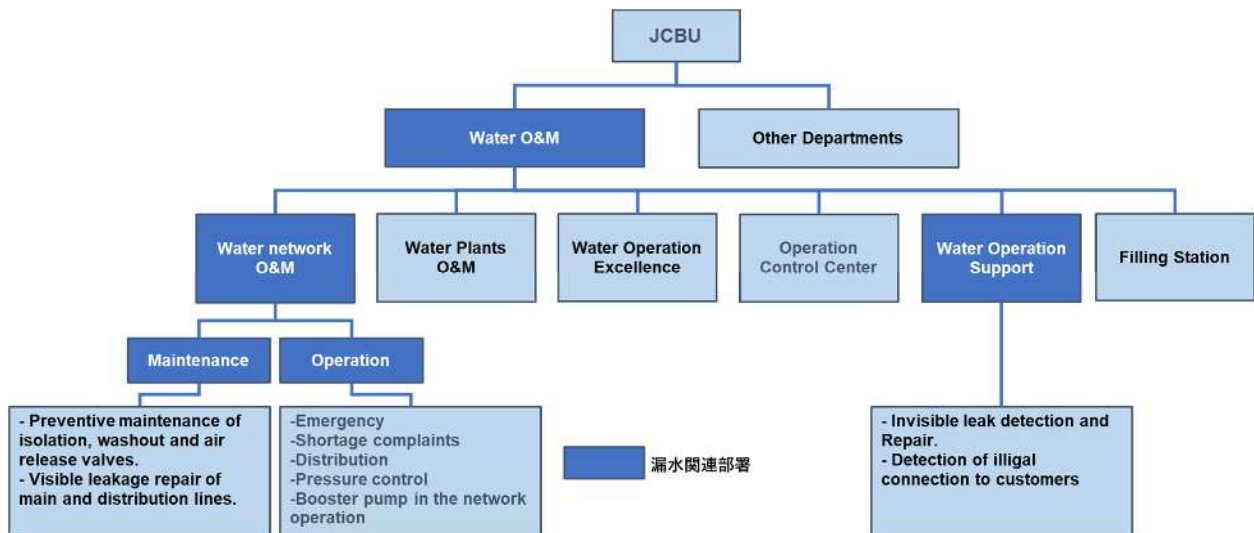 JCBU
Water O&M
Other Departments
Water network
O&M
Water Plants
O&M
Water Operation
Excellence
Operation
Control Center
Water Operation
Support
Filling Station
Maintenance
Operation
- Preventive maintenance of
isolation, washout and air
release valves.
- Visible leakage repair of
main and distribution lines.
-Emergency
-Shortage complaints
-Distribution
-Pressure control
-Booster pump in the network
operation
漏水関連部署
- Invisible leak detection and
Repair.
- Detection of illigal
connection to customers